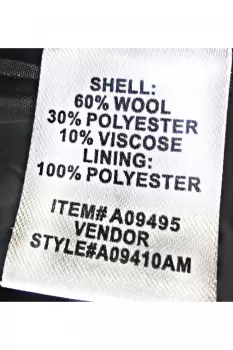 SHELL:
60% WOOL
30% POLYESTER
10% VISCOSE
LINING:
100% POLYESTER
ITEM# A09495
VENDOR
STYLE#A09410AM